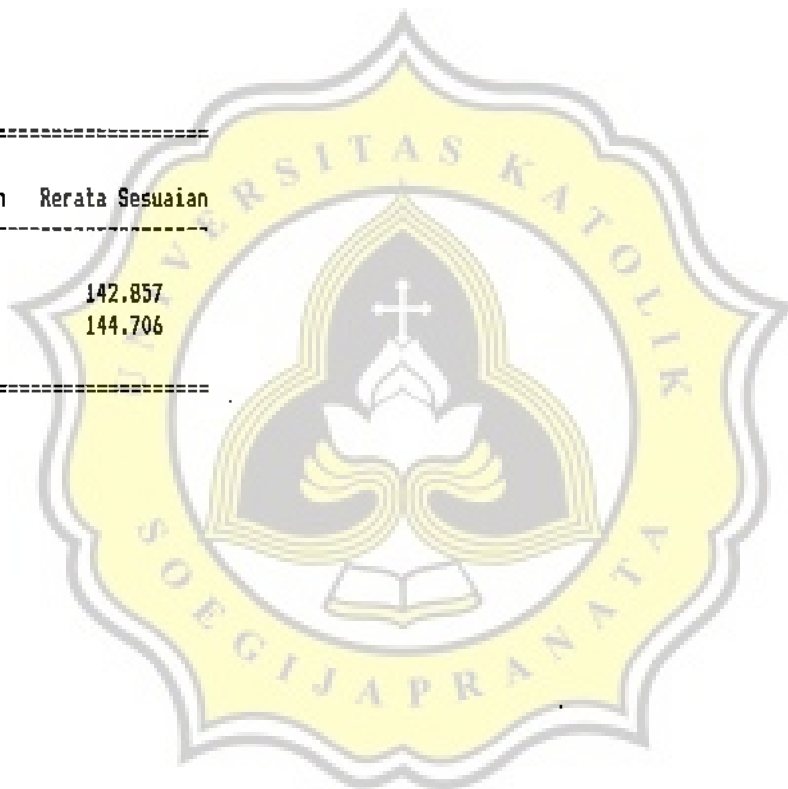 ==================
n Rerata Sesuaian
------------------
142.857
144.706
==================
UNIVERSITAS KATOLIK
SOEGIJAPRANATA